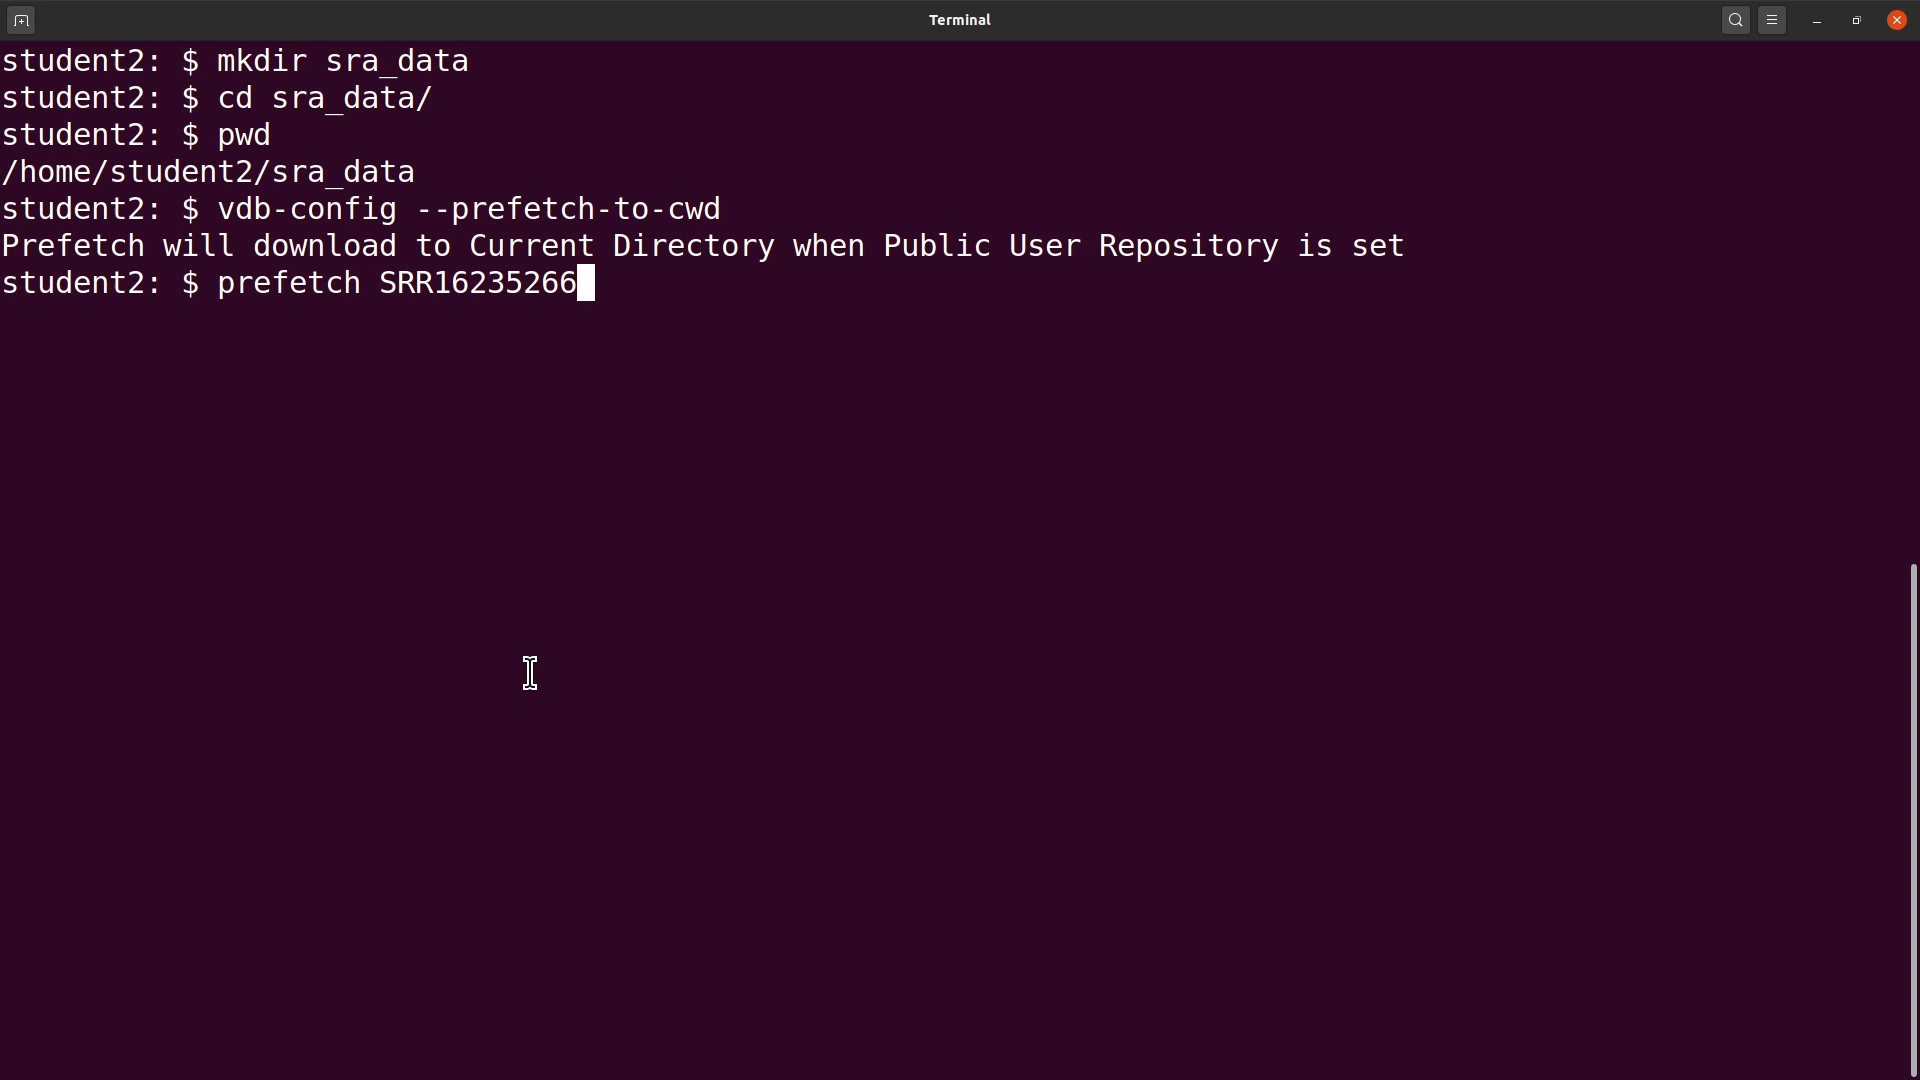 Terminal
student2: $ mkdir sra_data
student2: $ cd sra_data/
student2: $ pwd
/home/student2/sra_data
student2: $ vdb-config --prefetch-to-cwd
Prefetch will download to Current Directory when Public User Repository is set
student2: $ prefetch SRR16235266